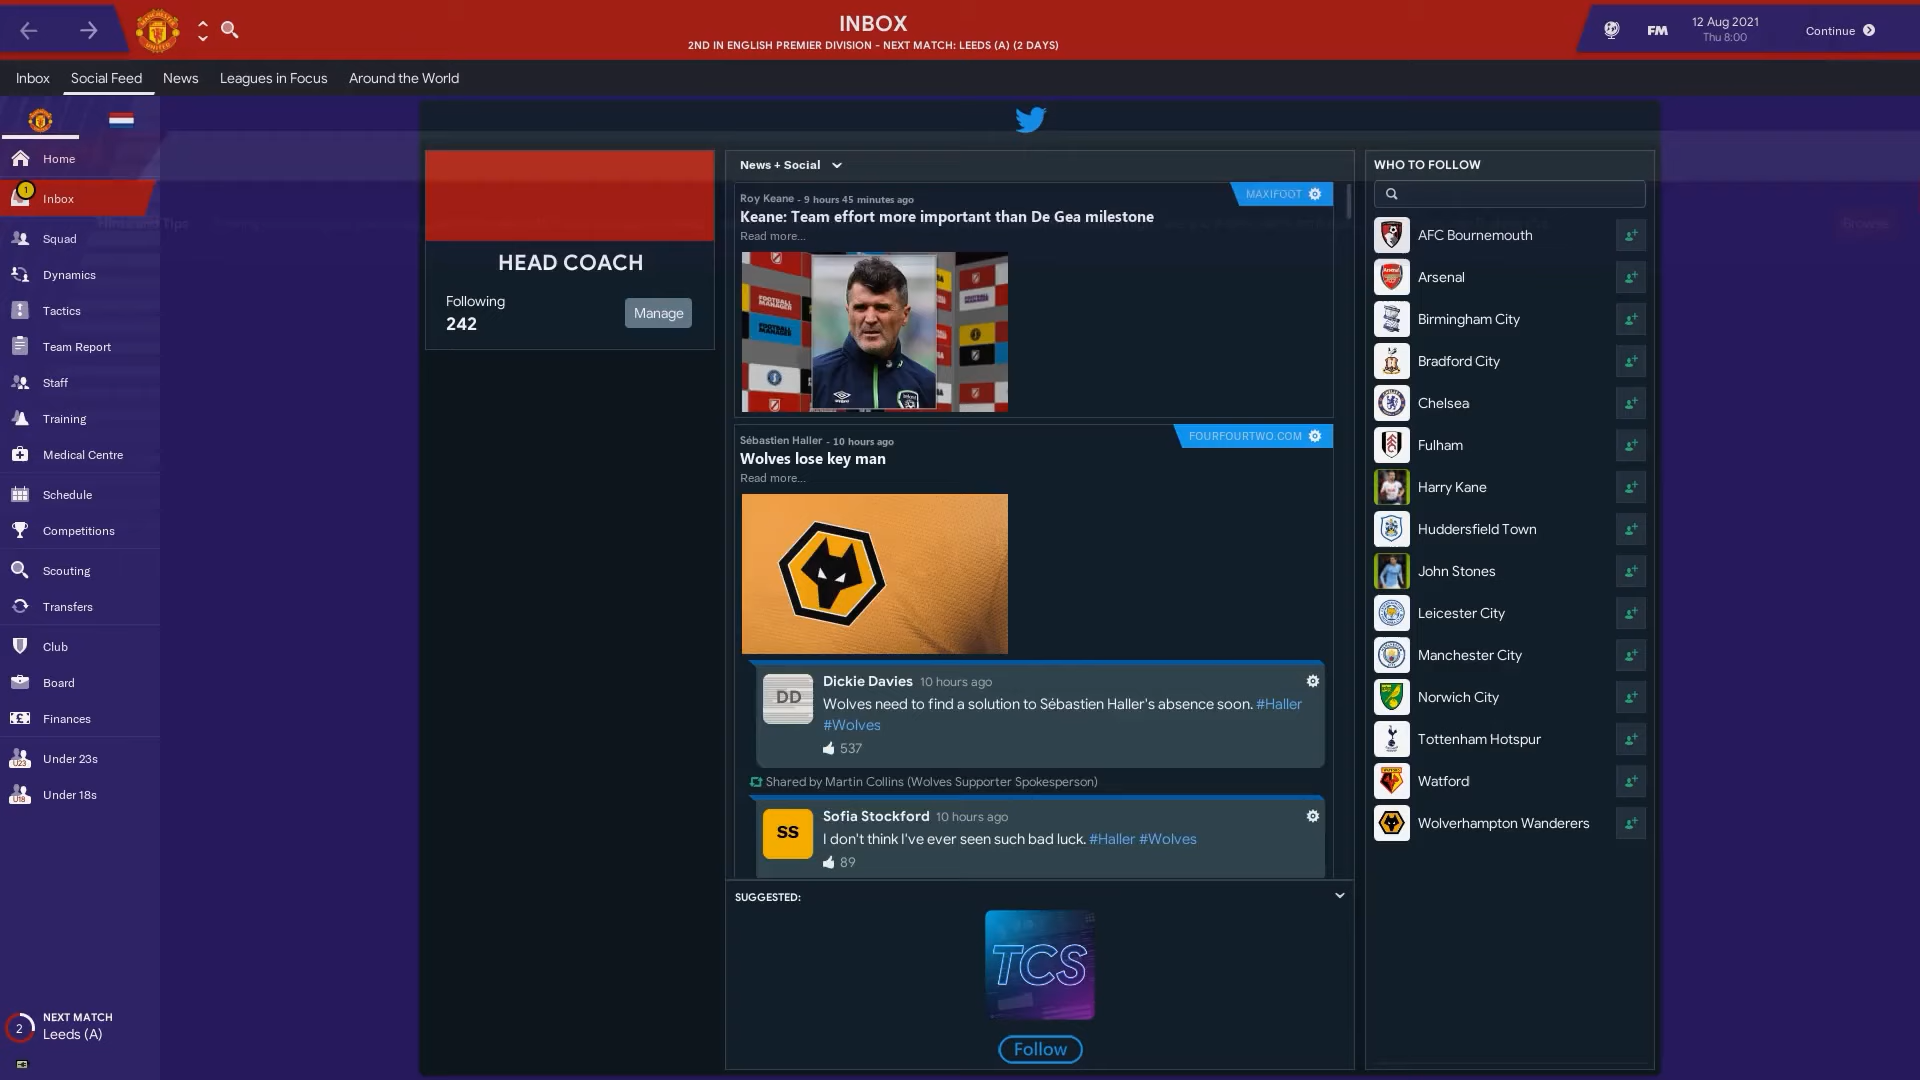 INBOX
2ND IN ENGLISH PREMIER DIVISION - NEXT MATCH: LEEDS (A) (2 DAYS)
FM
12 Aug 2021
Thu 8:00
Continue
Inbox
Social Feed
News
Leagues in Focus
Around the World
Home
1
Inbox
Squad
Dynamics
Tactics
Team Report
Staff
Training
Medical Centre
Schedule
Competitions
Scouting
Transfers
Club
Board
Finances
U23
Under 23s
U18
Under 18s
2
NEXT MATCH
Leeds (A)
HEAD COACH
Following
242
Manage
News + Social
Roy Keane - 9 hours 45 minutes ago
MAXIFOOT
Keane: Team effort more important than De Gea milestone
Read more...
Sébastien Haller - 10 hours ago
FOURFOURTWO.COM
Wolves lose key man
Read more...
DD
Dickie Davies 10 hours ago
Wolves need to find a solution to Sébastien Haller's absence soon. #Haller
#Wolves
537
Shared by Martin Collins (Wolves Supporter Spokesperson)
SS
Sofia Stockford 10 hours ago
I don't think I've ever seen such bad luck. #Haller #Wolves
89
SUGGESTED:
TCS
Follow
WHO TO FOLLOW
AFC Bournemouth
Arsenal
Birmingham City
Bradford City
Chelsea
Fulham
Harry Kane
Huddersfield Town
John Stones
Leicester City
Manchester City
Norwich City
Tottenham Hotspur
Watford
Wolverhampton Wanderers